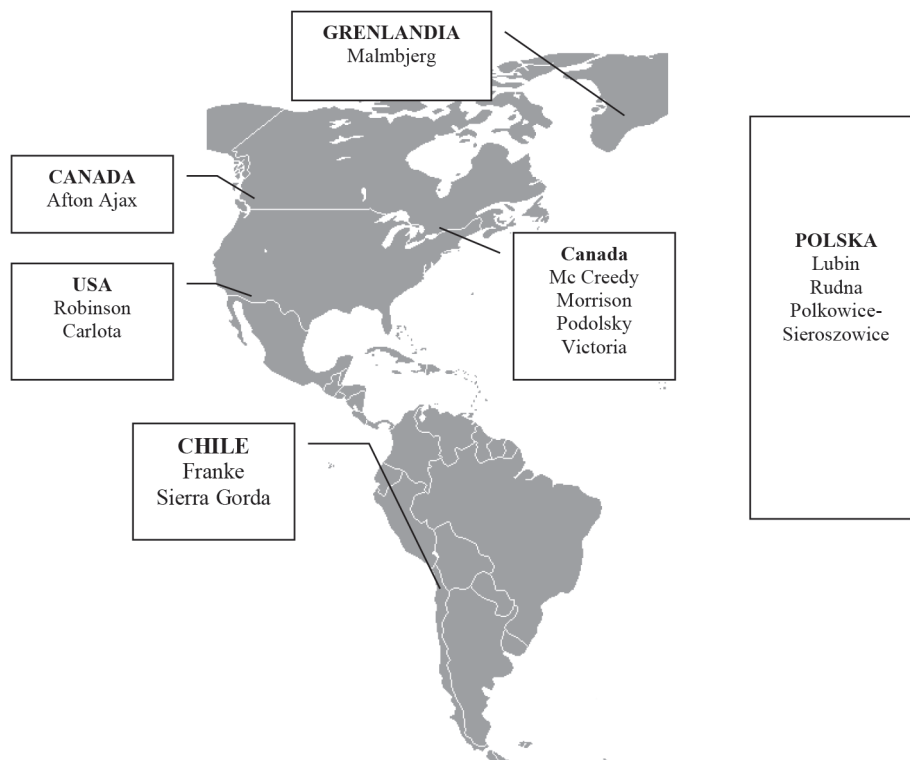 GRENLANDIA
Malmbjerg
CANADA
Afton Ajax
USA
Robinson
Carlota
Canada
Mc Creedy
Morrison
Podolsky
Victoria
POLSKA
Lubin
Rudna
Polkowice-
Sieroszowice
CHILE
Franke
Sierra Gorda